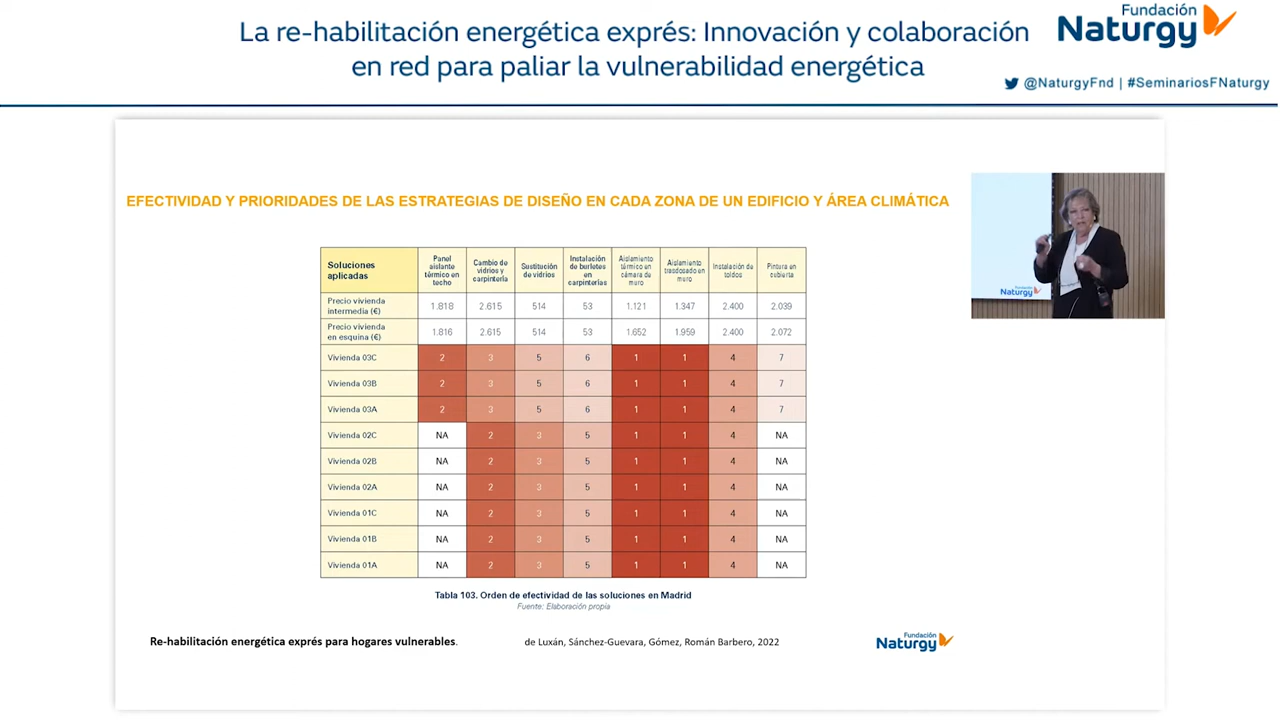 La re-habilitación energética exprés: Innovación y colaboración
en red para paliar la vulnerabilidad energética
Fundación
Naturgy
@NaturgyFnd | #SeminariosFNaturgy
EFECTIVIDAD Y PRIORIDADES DE LAS ESTRATEGIAS DE DISEÑO EN CADA ZONA DE UN EDIFICIO Y ÁREA CLIMÁTICA
Soluciones aplicadas Panel aislante térmico en techo Cambio de vidrios y carpintería Sustitución de vidrios Instalación de burletes en carpinterías Aislamiento térmico en cámara de muro Aislamiento trasdosado en muro Instalación de toldos Pintura en cubierta
Precio vivienda intermedia (€) 1.818 2.615 514 53 1.121 1.347 2.400 2.039
Precio vivienda en esquina (€) 1.816 2.615 514 53 1.652 1.959 2.400 2.072
Vivienda 03C 2 3 5 6 1 1 4 7
Vivienda 03B 2 3 5 6 1 1 4 7
Vivienda 03A 2 3 5 6 1 1 4 7
Vivienda 02C NA 2 3 5 1 1 4 NA
Vivienda 02B NA 2 3 5 1 1 4 NA
Vivienda 02A NA 2 3 5 1 1 4 NA
Vivienda 01C NA 2 3 5 1 1 4 NA
Vivienda 01B NA 2 3 5 1 1 4 NA
Vivienda 01A NA 2 3 5 1 1 4 NA
Tabla 103. Orden de efectividad de las soluciones en Madrid
Fuente: Elaboración propia
Re-habilitación energética exprés para hogares vulnerables.
de Luxán, Sánchez-Guevara, Gómez, Román Barbero, 2022
Fundación
Naturgy
Fundación
Naturgy